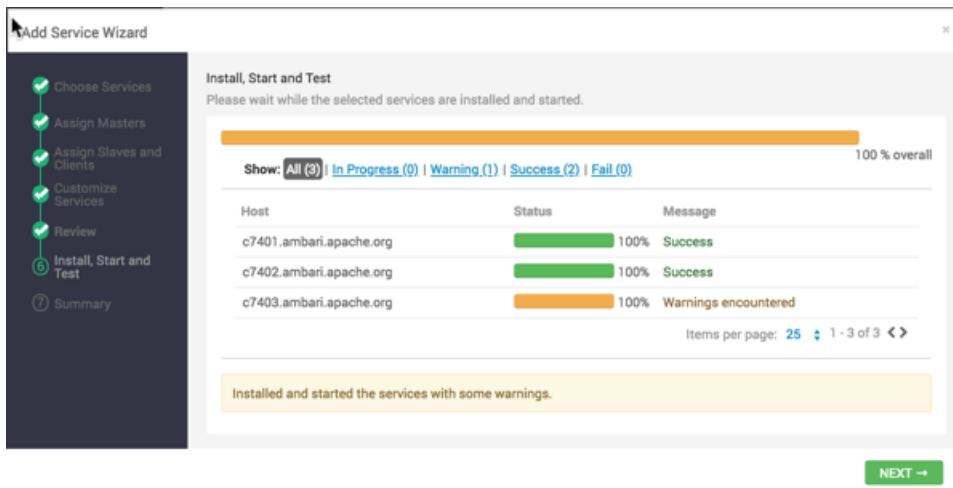 Add Service Wizard
×
Choose Services
Assign Masters
Assign Slaves and
Clients
Customize
Services
Review
6 Install, Start and
Test
7 Summary
Install, Start and Test
Please wait while the selected services are installed and started.
100 % overall
Show: All (3) | In Progress (0) | Warning (1) | Success (2) | Fail (0)
Host Status Message
c7401.ambari.apache.org 100% Success
c7402.ambari.apache.org 100% Success
c7403.ambari.apache.org 100% Warnings encountered
Items per page: 25 1 - 3 of 3
Installed and started the services with some warnings.
NEXT →